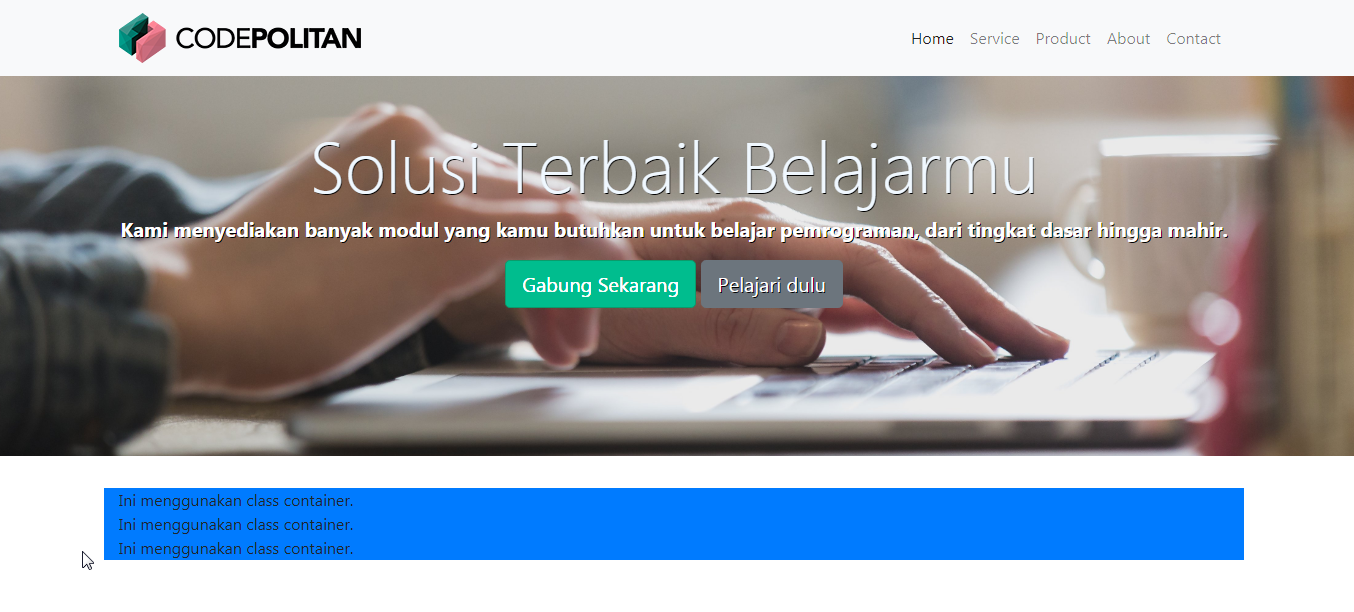 CODEPOLITAN
Home Service Product About Contact
Solusi Terbaik Belajarmu
Kami menyediakan banyak modul yang kamu butuhkan untuk belajar pemrograman, dari tingkat dasar hingga mahir.
Gabung Sekarang Pelajari dulu
Ini menggunakan class container.
Ini menggunakan class container.
Ini menggunakan class container.